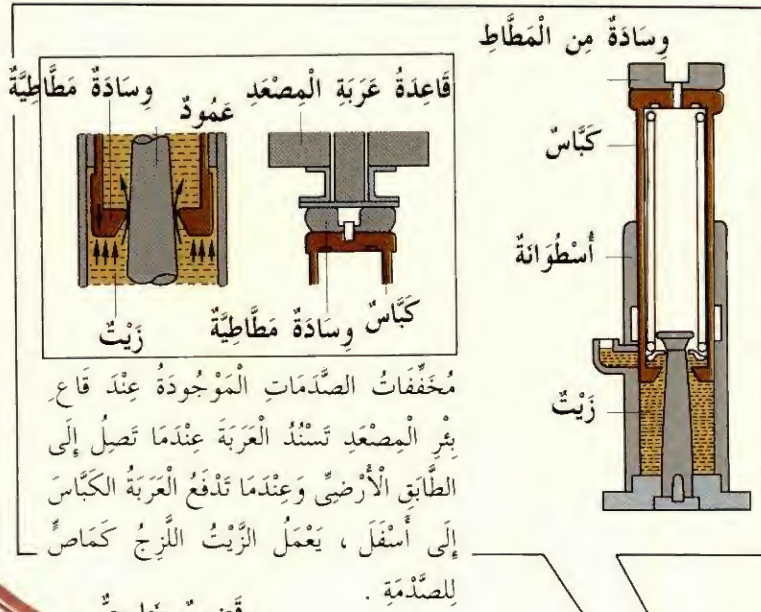 وِسَادَةٌ مِن الْمَطَّاطِ
كَبَّاسٌ
أُسْطُوَانَةٌ
زَيْتٌ
قَاعِدَةُ عَرَبَةِ الْمِصْعَدِ
وِسَادَةٌ مَطَّاطِيَّةٌ
عَمُودٌ
كَبَّاسٌ
وِسَادَةٌ مَطَّاطِيَّةٌ
زَيْتٌ
مُخَفِّفَاتُ الصَّدَمَاتِ الْمَوْجُودَةُ عِنْدَ قَاعِ
بِئْرِ الْمِصْعَدِ تَسْنُدُ الْعَرَبَةَ عِنْدَمَا تَصِلُ إِلَى
الطَّابَقِ الْأَرْضِىِّ وَعِنْدَمَا تَدْفَعُ الْعَرَبَةُ الكَبَّاسَ
إِلَى أَسْفَلَ ، يَعْمَلُ الزَّيْتُ اللَّزِجُ كَمَاصٍّ
لِلصَّدْمَةِ .